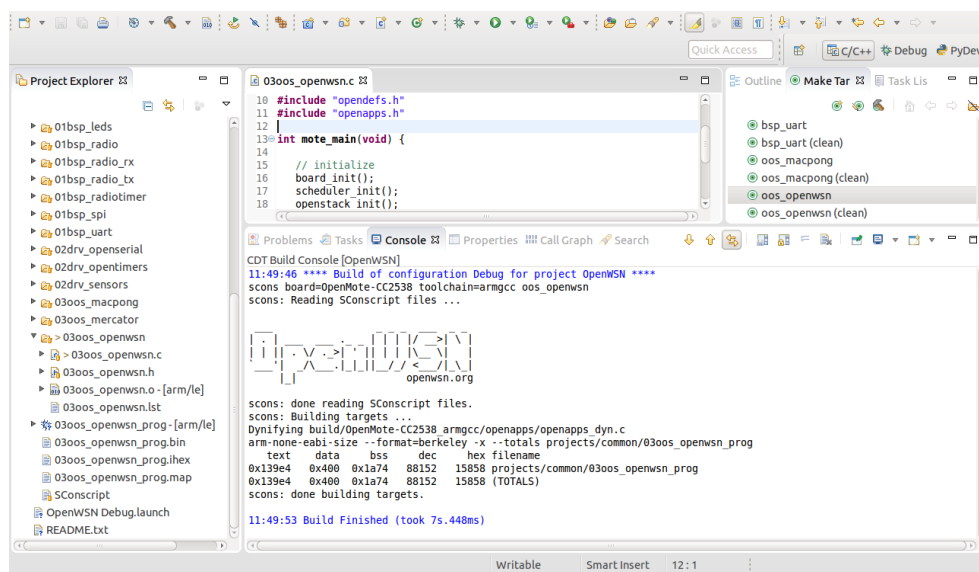 Quick Access
C/C++
Debug
PyDev
Project Explorer
01bsp_leds
01bsp_radio
01bsp_radio_rx
01bsp_radio_tx
01bsp_radiotimer
01bsp_spi
01bsp_uart
02drv_openserial
02drv_opentimers
02drv_sensors
03oos_macpong
03oos_mercator
> 03oos_openwsn
> 03oos_openwsn.c
03oos_openwsn.h
03oos_openwsn.o - [arm/le]
03oos_openwsn.lst
03oos_openwsn_prog - [arm/le]
03oos_openwsn_prog.bin
03oos_openwsn_prog.ihex
03oos_openwsn_prog.map
SConscript
OpenWSN Debug.launch
README.txt
03oos_openwsn.c
10 #include "opendefs.h"
11 #include "openapps.h"
12
13 int mote_main(void) {
14
15 // initialize
16 board_init();
17 scheduler_init();
18 openstack_init();
Outline Make Tar Task Lis
bsp_uart
bsp_uart (clean)
oos_macpong
oos_macpong (clean)
oos_openwsn
oos_openwsn (clean)
Problems Tasks Console Properties Call Graph Search
CDT Build Console [OpenWSN]
11:49:46 **** Build of configuration Debug for project OpenWSN ****
scons board=OpenMote-CC2538 toolchain=armgcc oos_openwsn
scons: Reading SConscript files ...
openwsn.org
scons: done reading SConscript files.
scons: Building targets ...
Dynifying build/OpenMote-CC2538_armgcc/openapps/openapps_dyn.c
arm-none-eabi-size --format=berkeley -x --totals projects/common/03oos_openwsn_prog
text data bss dec hex filename
0x139e4 0x400 0x1a74 88152 15858 projects/common/03oos_openwsn_prog
0x139e4 0x400 0x1a74 88152 15858 (TOTALS)
scons: done building targets.
11:49:53 Build Finished (took 7s.448ms)
Writable Smart Insert 12 : 1